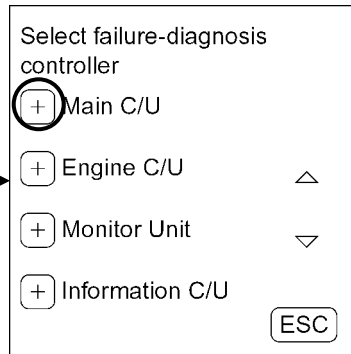 Select failure-diagnosis
controller
+ Main C/U
+ Engine C/U
+ Monitor Unit
+ Information C/U
ESC